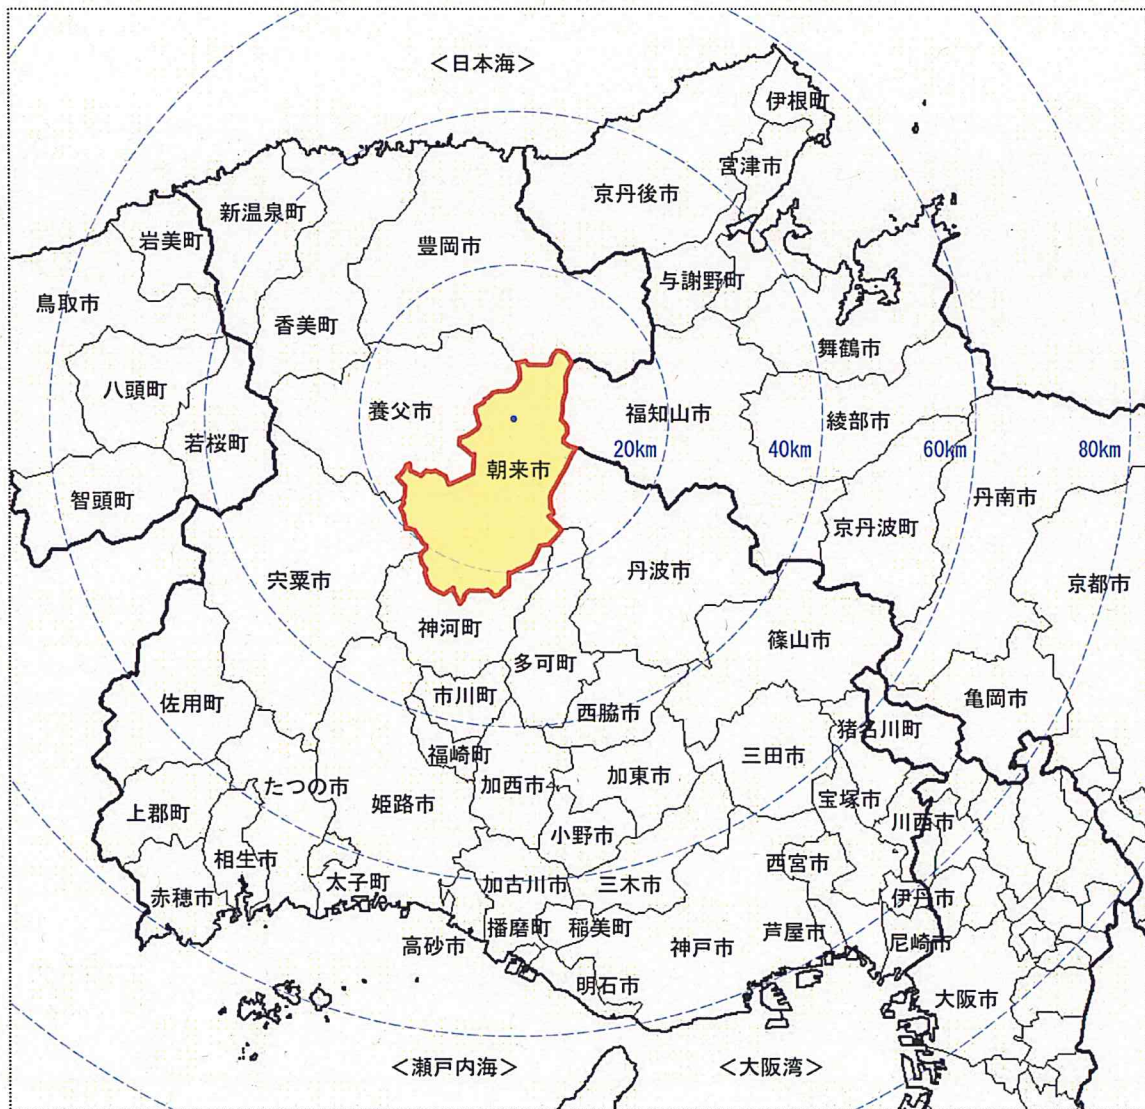 <日本海>
伊根町
宮津市
京丹後市
新温泉町
岩美町
豊岡市
与謝野町
鳥取市
香美町
舞鶴市
八頭町
養父市
福知山市
綾部市
若桜町
20km
40km
60km
80km
朝来市
智頭町
丹南市
京丹波町
丹波市
宍粟市
京都市
神河町
篠山市
多可町
市川町
亀岡市
佐用町
西脇市
猪名川町
福崎町
三田市
加東市
たつの市
加西市
姫路市
宝塚市
上郡町
川西市
小野市
相生市
西宮市
太子町
加古川市
三木市
赤穂市
伊丹市
播磨町
稲美町
芦屋市
高砂市
神戸市
尼崎市
明石市
大阪市
<瀬戸内海>
<大阪湾>